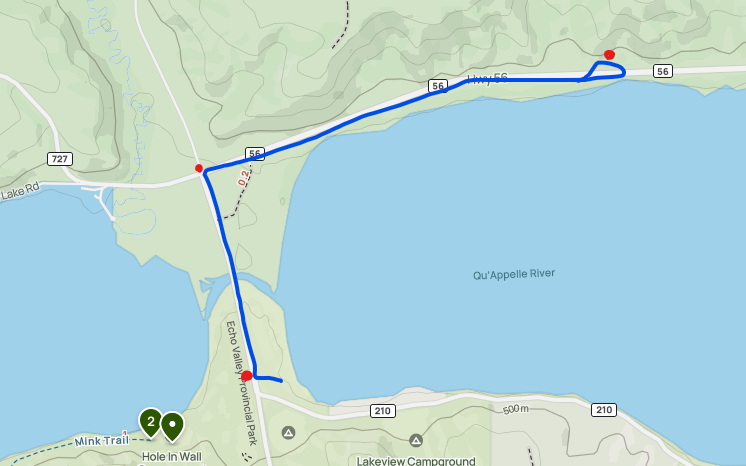 56
Hwy 56
56
727
56
0.2
Lake Rd
Qu'Appelle River
Echo Valley Provincial Park
210
500 m
210
2
Mink Trail
Hole In Wall
Lakeview Campground